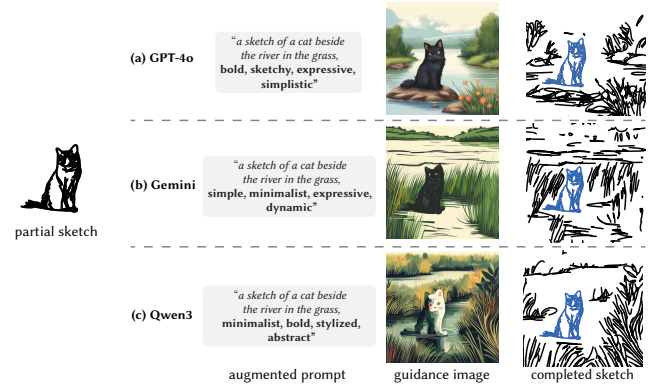 (a) GPT-4o
"a sketch of a cat beside
the river in the grass,
bold, sketchy, expressive,
simplistic"
(b) Gemini
"a sketch of a cat beside
the river in the grass,
simple, minimalist, expressive,
dynamic"
partial sketch
(c) Qwen3
"a sketch of a cat beside
the river in the grass,
minimalist, bold, stylized,
abstract"
augmented prompt
guidance image
completed sketch